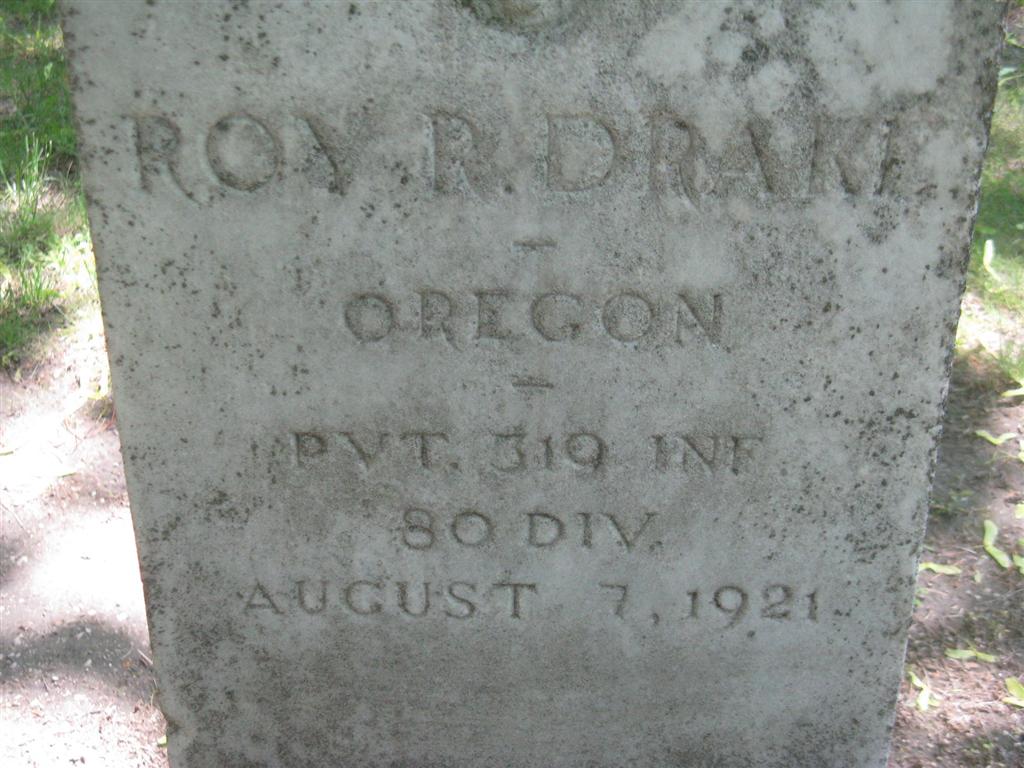 ROY R. DRAKE
OREGON
PVT. 319 INF.
80 DIV.
AUGUST 7, 1921.